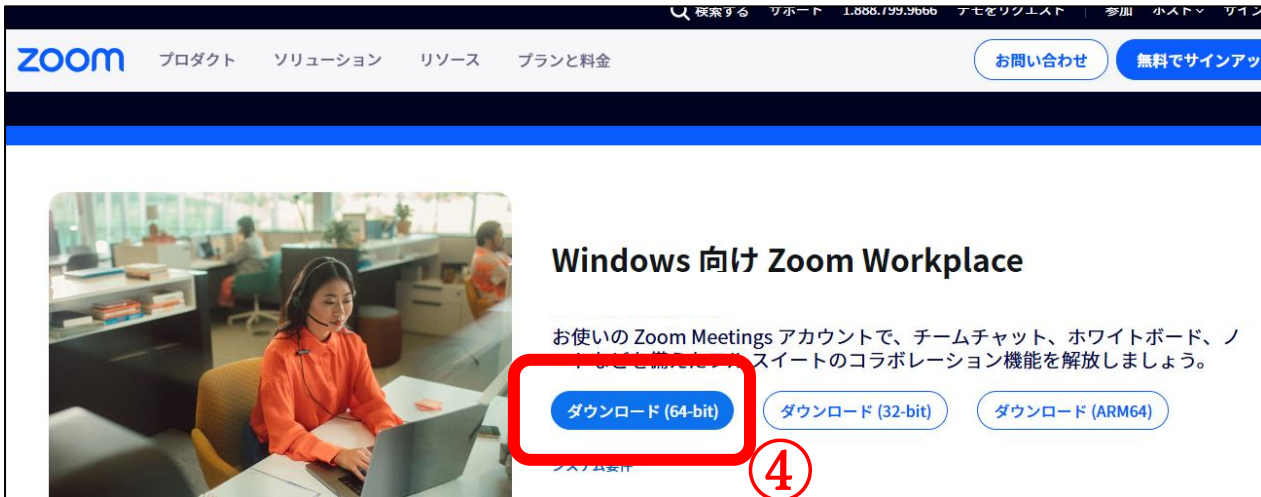 検索する サポート 1.888.799.9666 デモをリクエスト 参加 ホスト サイン
zoom プロダクト ソリューション リソース プランと料金 お問い合わせ 無料でサインアッ
Windows 向け Zoom Workplace
お使いの Zoom Meetings アカウントで、チームチャット、ホワイトボード、ノ
スイートのコラボレーション機能を解放しましょう。
ダウンロード (64-bit) ダウンロード (32-bit) ダウンロード (ARM64)
システム要件
④